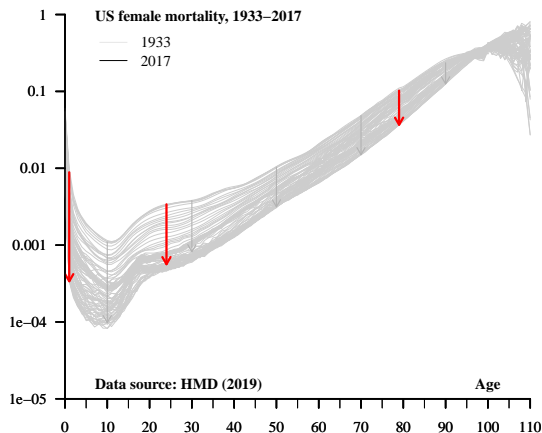 US female mortality, 1933–2017
1933
2017
1
0.1
0.01
0.001
1e−04
1e−05
Data source: HMD (2019)
Age
0 10 20 30 40 50 60 70 80 90 100 110